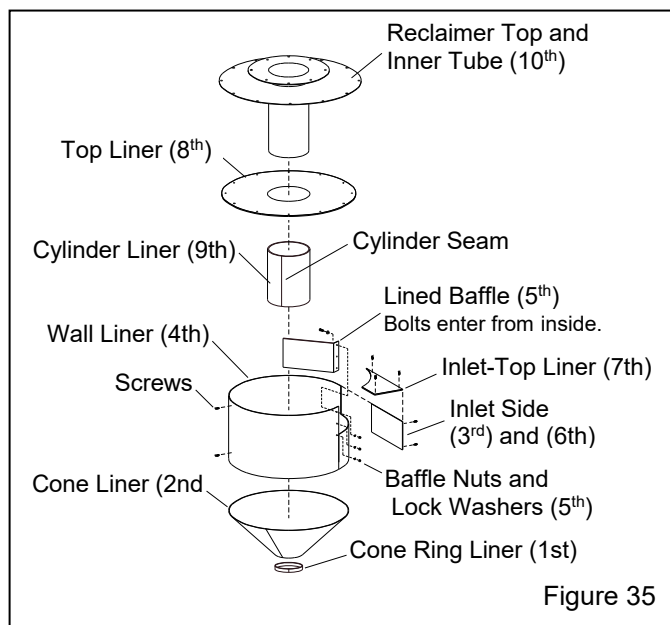 Reclaimer Top and
Inner Tube (10th)
Top Liner (8th)
Cylinder Liner (9th)
Cylinder Seam
Lined Baffle (5th)
Bolts enter from inside.
Wall Liner (4th)
Inlet-Top Liner (7th)
Screws
Inlet Side
(3rd) and (6th)
Baffle Nuts and
Lock Washers (5th)
Cone Liner (2nd
Cone Ring Liner (1st)
Figure 35